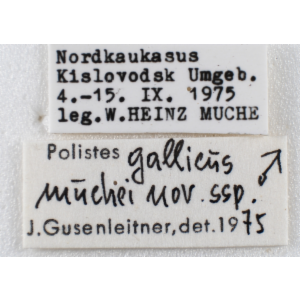 Nordkaukasus
Kislovodsk Umgeb.
4.-15. IX. 1975
leg.W.HEINZ MUCHE
Polistes gallicus ♂
muchei nov. ssp.
J.Gusenleitner,det.1975